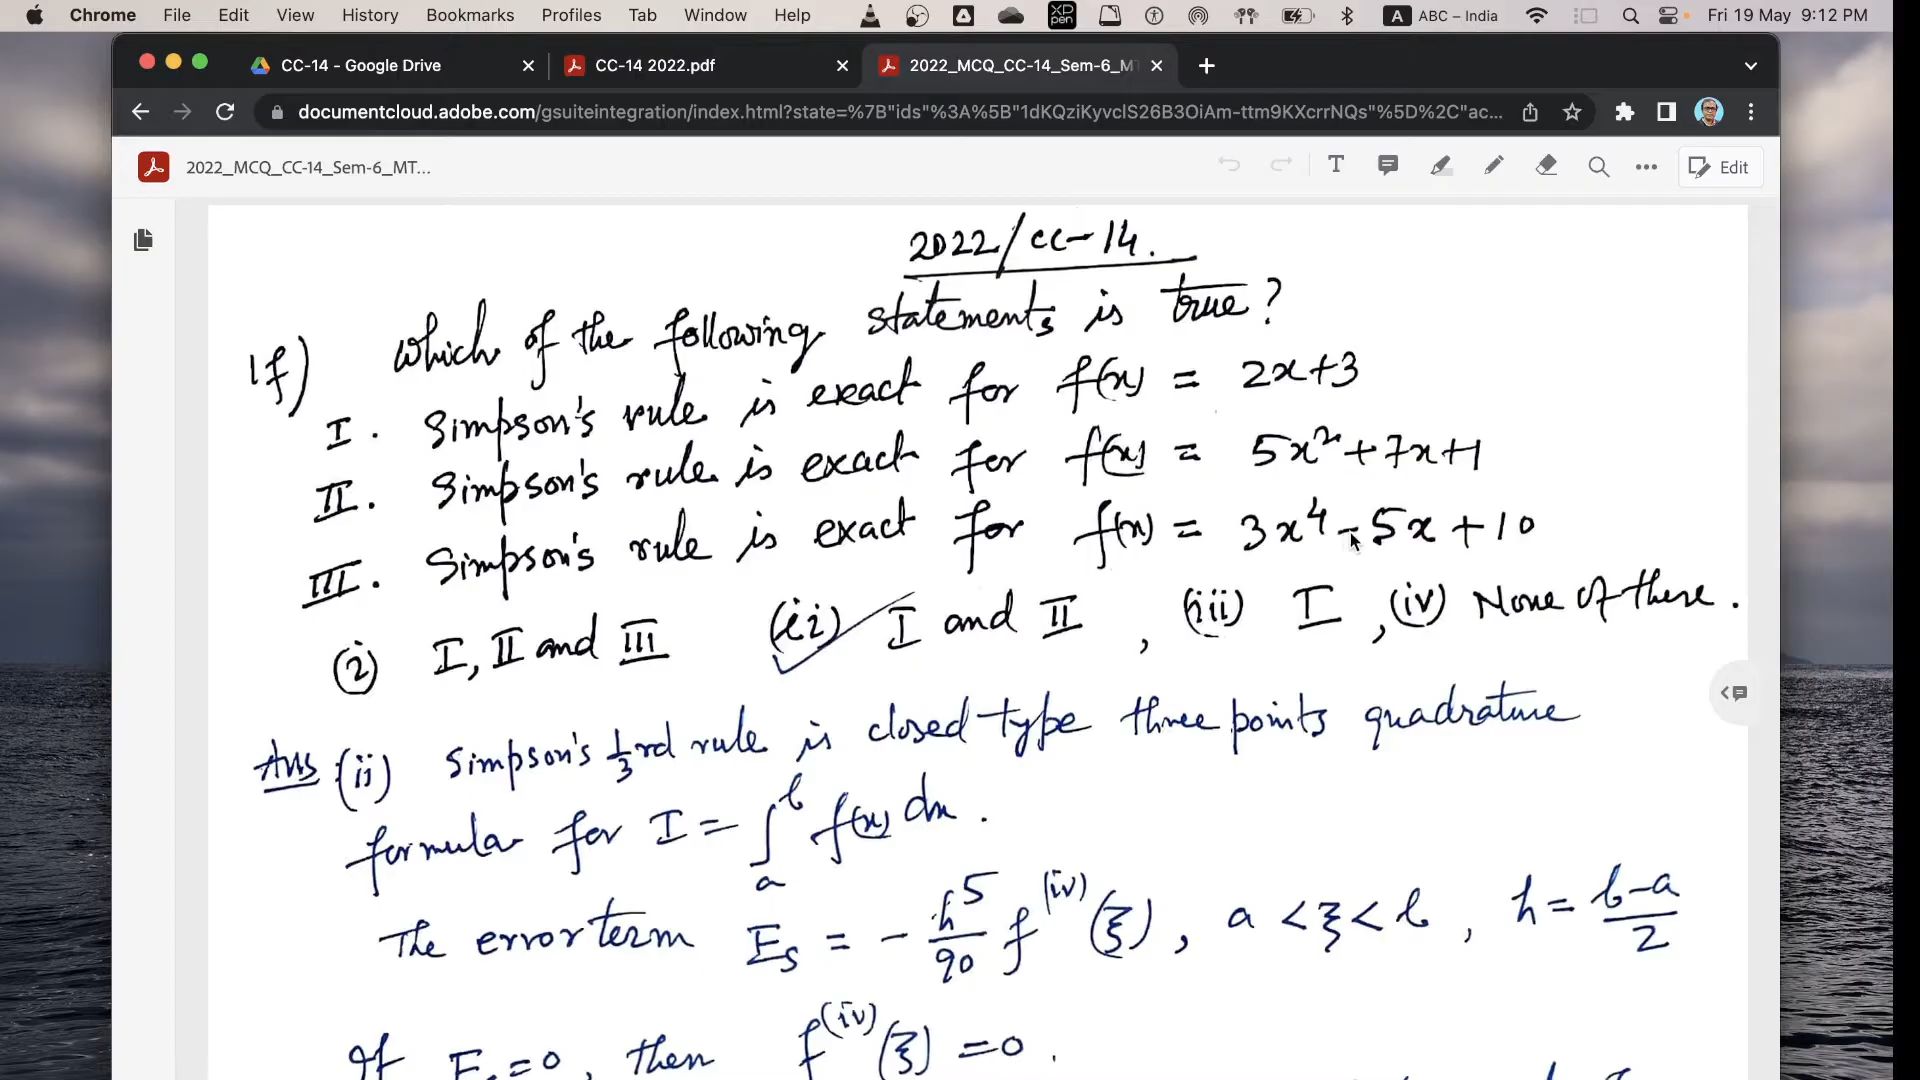 Chrome File Edit View History Bookmarks Profiles Tab Window Help XP pen A ABC – India Fri 19 May 9:12 PM
CC-14 - Google Drive CC-14 2022.pdf 2022_MCQ_CC-14_Sem-6_MT
documentcloud.adobe.com/gsuiteintegration/index.html?state=%7B"ids"%3A%5B"1dKQziKyvclS26B3OiAm-ttm9KXcrrNQs"%5D%2C"ac...
2022_MCQ_CC-14_Sem-6_MT... T Edit
2022/CC-14.
1f) Which of the following statements is true?
I. Simpson's rule is exact for f(x) = 2x+3
II. Simpson's rule is exact for f(x) = 5x²+7x+1
III. Simpson's rule is exact for f(x) = 3x⁴-5x+10
(i) I, II and III (ii) I and II , (iii) I , (iv) None of these.
Ans (ii) Simpson's 1/3rd rule is closed type three points quadrature
formula for I = ∫ₐᵇ f(x) dx.
The error term E_S = - h⁵/90 f^(iv)(ξ), a<ξ<b, h = b-a/2
If E_S=0, then f^(iv)(ξ)=0.